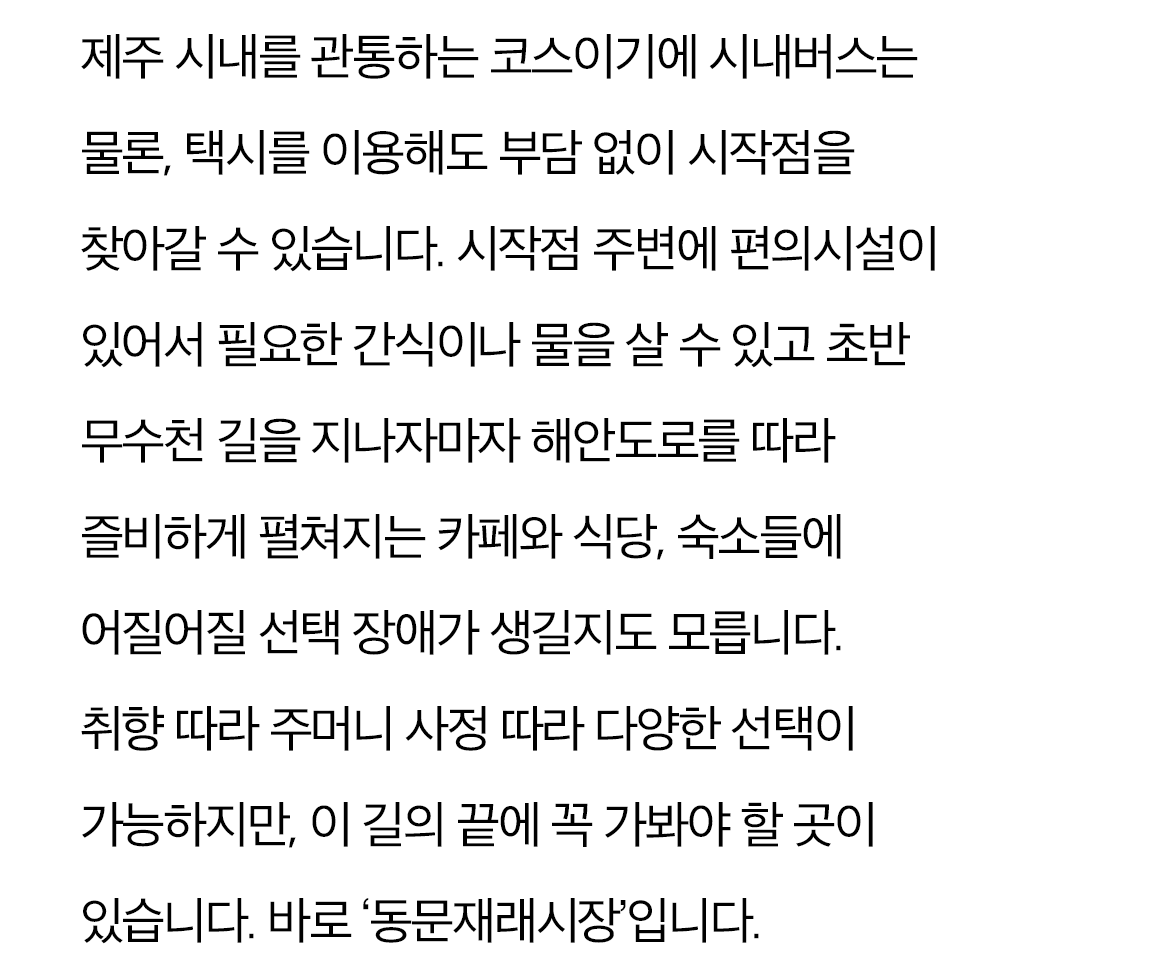 제주 시내를 관통하는 코스이기에 시내버스는
물론, 택시를 이용해도 부담 없이 시작점을
찾아갈 수 있습니다. 시작점 주변에 편의시설이
있어서 필요한 간식이나 물을 살 수 있고 초반
무수천 길을 지나자마자 해안도로를 따라
즐비하게 펼쳐지는 카페와 식당, 숙소들에
어질어질 선택 장애가 생길지도 모릅니다.
취향 따라 주머니 사정 따라 다양한 선택이
가능하지만, 이 길의 끝에 꼭 가봐야 할 곳이
있습니다. 바로 ‘동문재래시장’입니다.